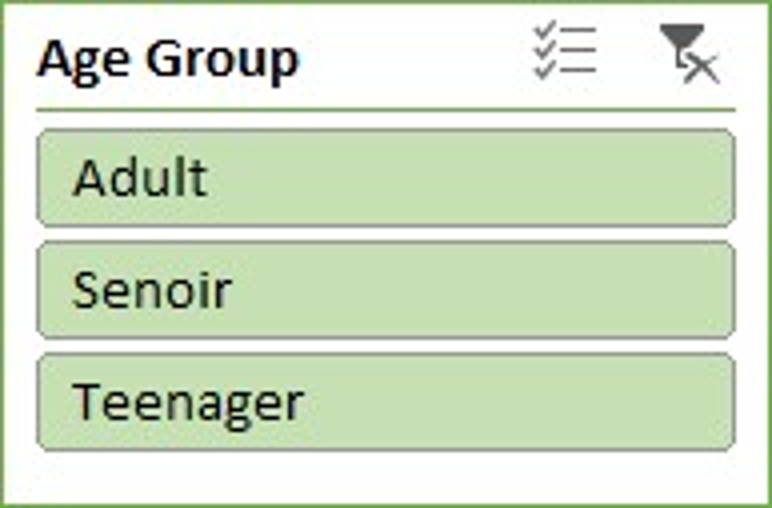 Age Group
Adult
Senoir
Teenager